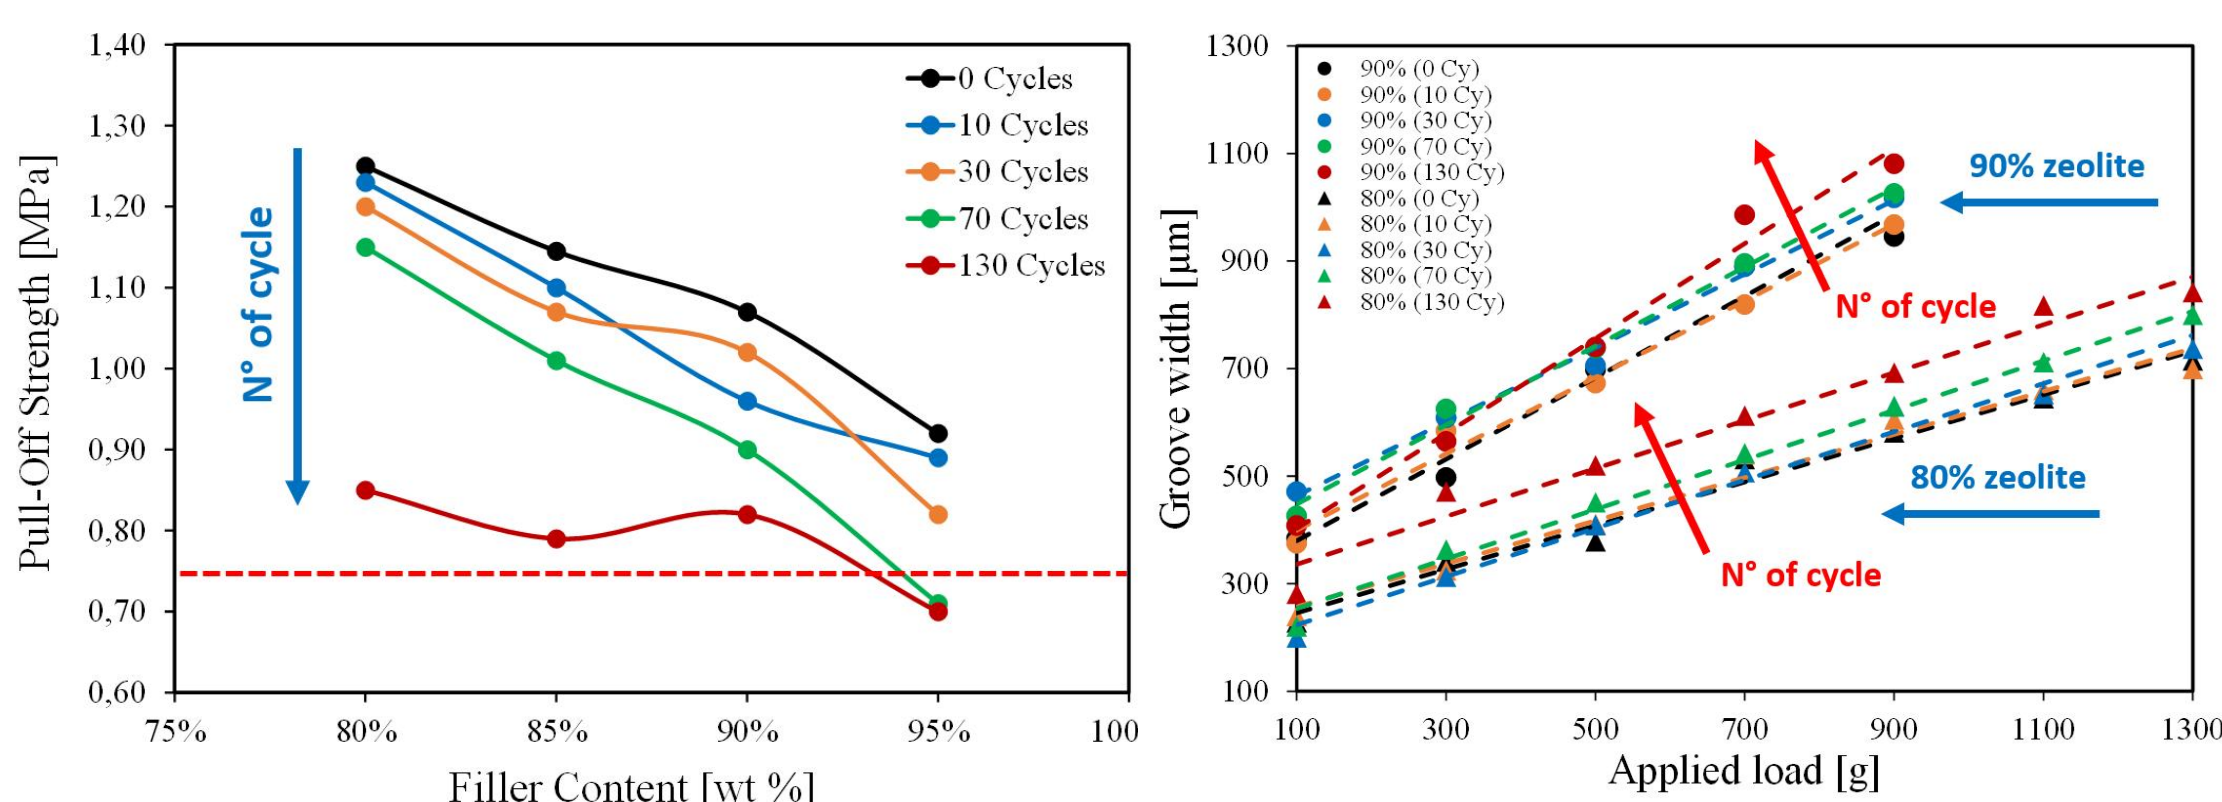 1,40
1,30
1,20
1,10
1,00
0,90
0,80
0,70
0,60
Pull-Off Strength [MPa]
N° of cycle
0 Cycles
10 Cycles
30 Cycles
70 Cycles
130 Cycles
75%
80%
85%
90%
95%
100
Filler Content [wt %]
1300
1100
900
700
500
300
100
Groove width [µm]
90% (0 Cy)
90% (10 Cy)
90% (30 Cy)
90% (70 Cy)
90% (130 Cy)
80% (0 Cy)
80% (10 Cy)
80% (30 Cy)
80% (70 Cy)
80% (130 Cy)
90% zeolite
N° of cycle
80% zeolite
N° of cycle
100
300
500
700
900
1100
1300
Applied load [g]